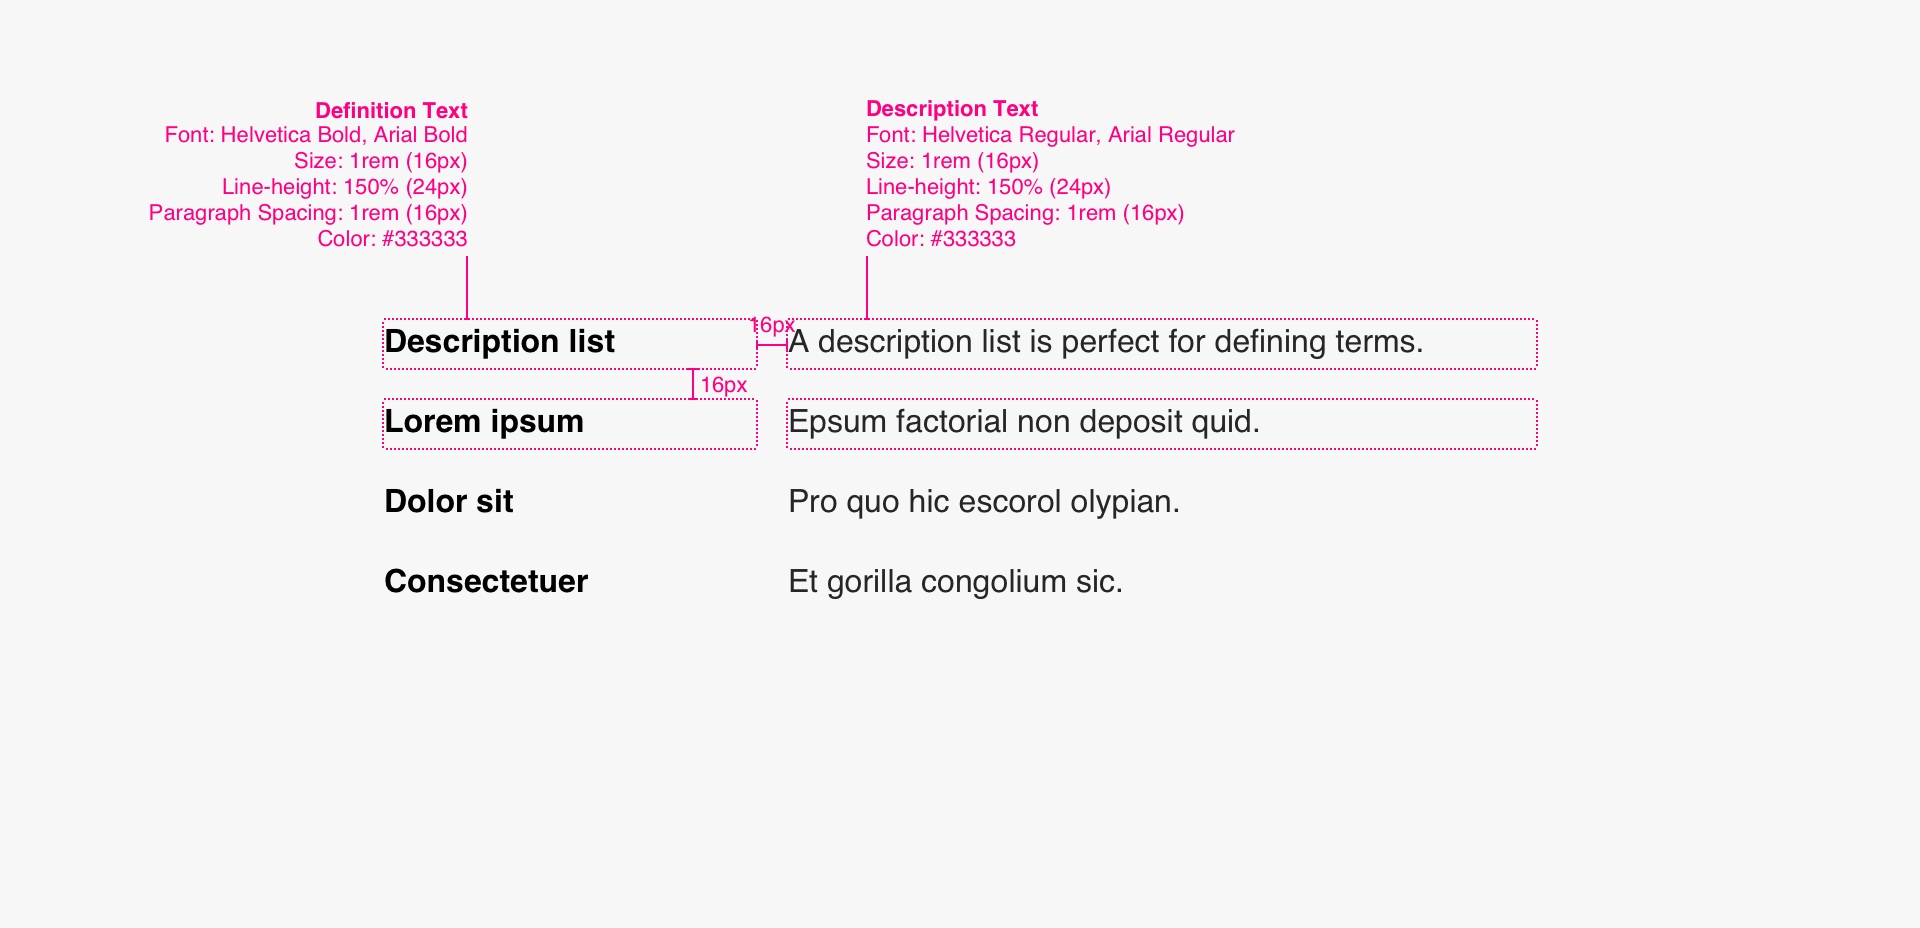 Definition Text
Font: Helvetica Bold, Arial Bold
Size: 1rem (16px)
Line-height: 150% (24px)
Paragraph Spacing: 1rem (16px)
Color: #333333
Description Text
Font: Helvetica Regular, Arial Regular
Size: 1rem (16px)
Line-height: 150% (24px)
Paragraph Spacing: 1rem (16px)
Color: #333333
16px
Description list
A description list is perfect for defining terms.
16px
Lorem ipsum
Epsum factorial non deposit quid.
Dolor sit
Pro quo hic escorol olypian.
Consectetuer
Et gorilla congolium sic.